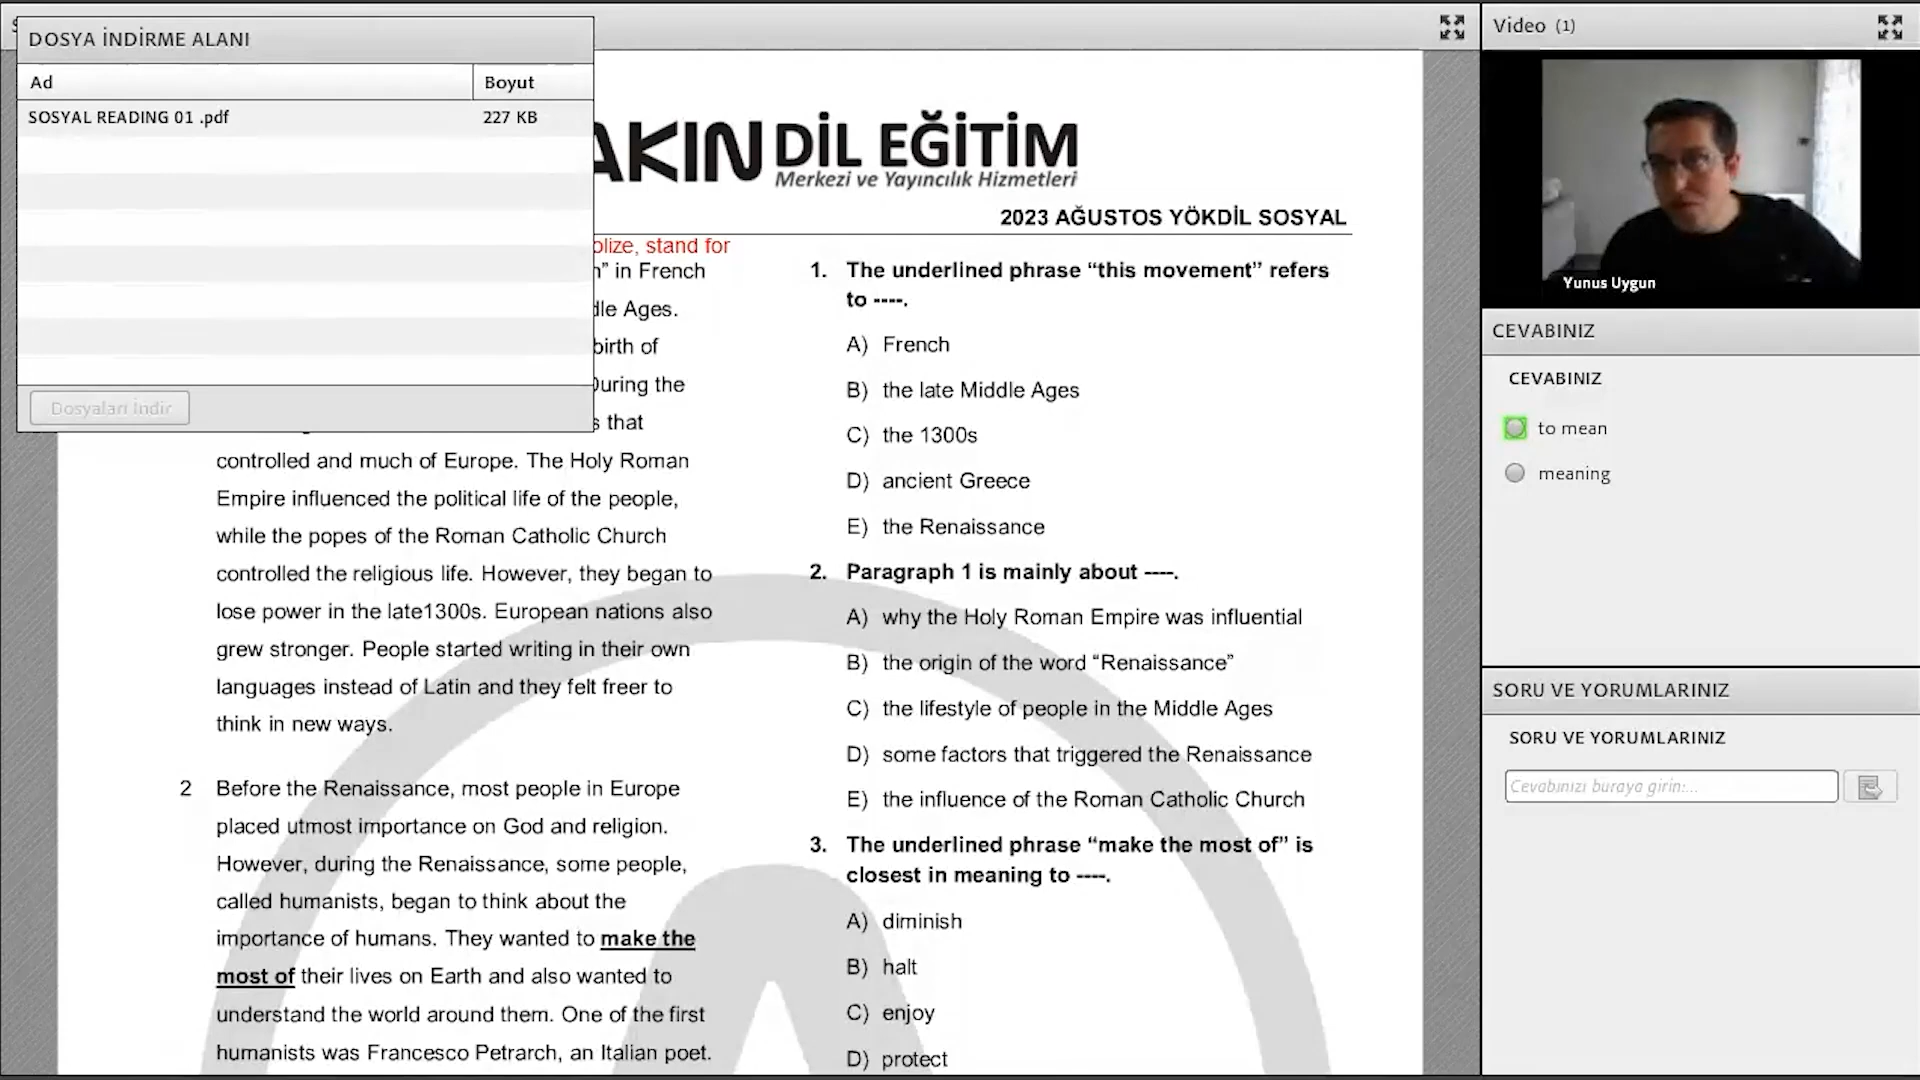 DOSYA İNDİRME ALANI
Ad
Boyut
SOSYAL READING 01 .pdf
227 KB
Dosyaları İndir
AKIN DİL EĞİTİM
Merkezi ve Yayıncılık Hizmetleri
2023 AĞUSTOS YÖKDİL SOSYAL
stand for
in French
Ages.
During the
that
controlled and much of Europe. The Holy Roman
Empire influenced the political life of the people,
while the popes of the Roman Catholic Church
controlled the religious life. However, they began to
lose power in the late1300s. European nations also
grew stronger. People started writing in their own
languages instead of Latin and they felt freer to
think in new ways.
2 Before the Renaissance, most people in Europe
placed utmost importance on God and religion.
However, during the Renaissance, some people,
called humanists, began to think about the
importance of humans. They wanted to make the
most of their lives on Earth and also wanted to
understand the world around them. One of the first
humanists was Francesco Petrarch, an Italian poet.
1. The underlined phrase “this movement” refers
to ----.
A) French
B) the late Middle Ages
C) the 1300s
D) ancient Greece
E) the Renaissance
2. Paragraph 1 is mainly about ----.
A) why the Holy Roman Empire was influential
B) the origin of the word “Renaissance”
C) the lifestyle of people in the Middle Ages
D) some factors that triggered the Renaissance
E) the influence of the Roman Catholic Church
3. The underlined phrase “make the most of” is
closest in meaning to ----.
A) diminish
B) halt
C) enjoy
D) protect
Video (1)
Yunus Uygun
CEVABINIZ
CEVABINIZ
to mean
meaning
SORU VE YORUMLARINIZ
SORU VE YORUMLARINIZ
Cevabınızı buraya girin:...